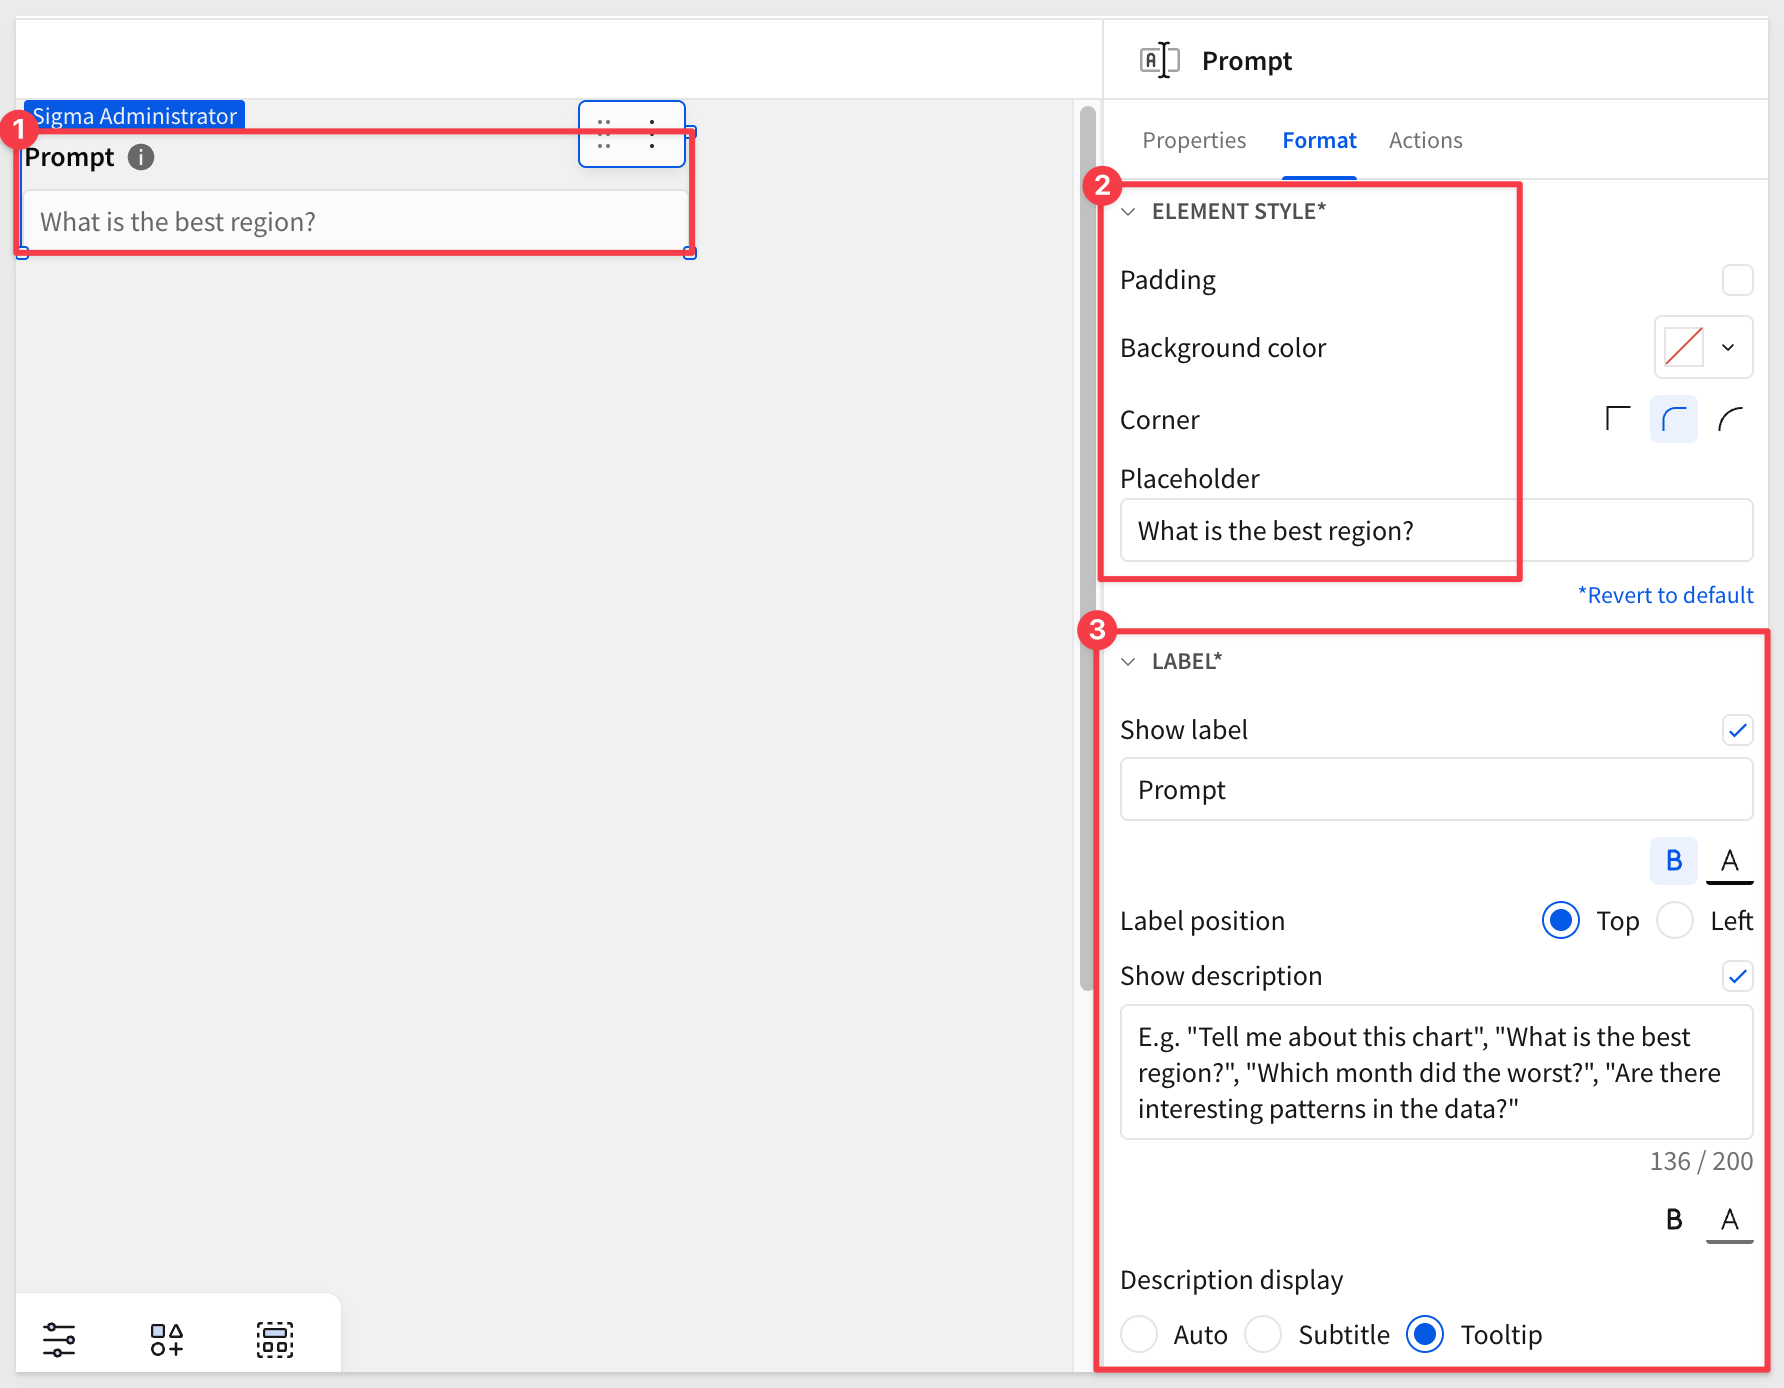 Sigma Administrator
1
Prompt
What is the best region?
Prompt
Properties Format Actions
2
ELEMENT STYLE*
Padding
Background color
Corner
Placeholder
What is the best region?
*Revert to default
3
LABEL*
Show label
Prompt
B A
Label position Top Left
Show description
E.g. "Tell me about this chart", "What is the best
region?", "Which month did the worst?", "Are there
interesting patterns in the data?"
136 / 200
B A
Description display
Auto Subtitle Tooltip